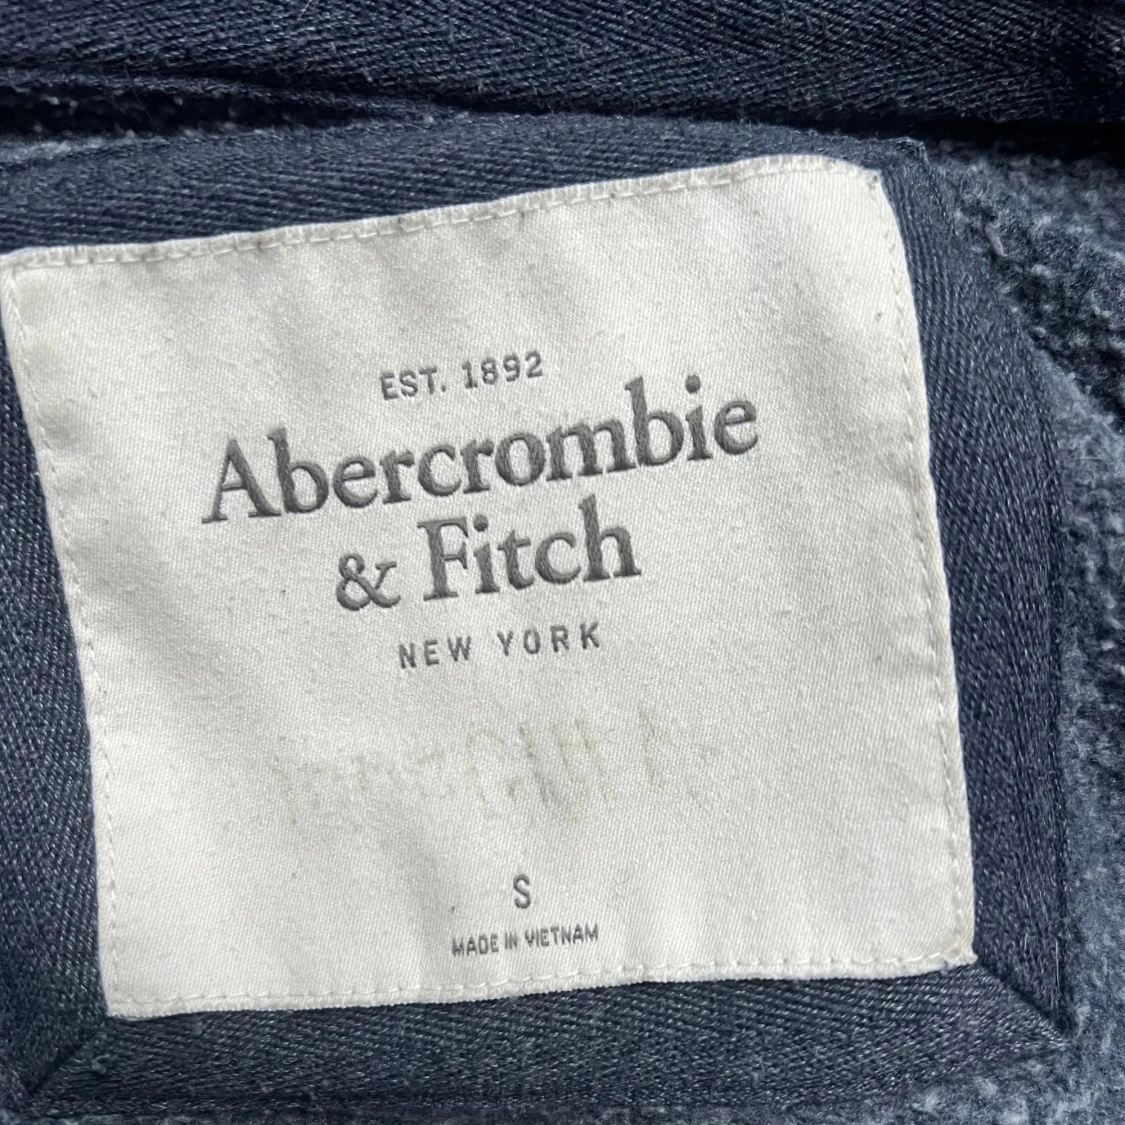 EST. 1892
Abercrombie
& Fitch
NEW YORK
S
MADE IN VIETNAM